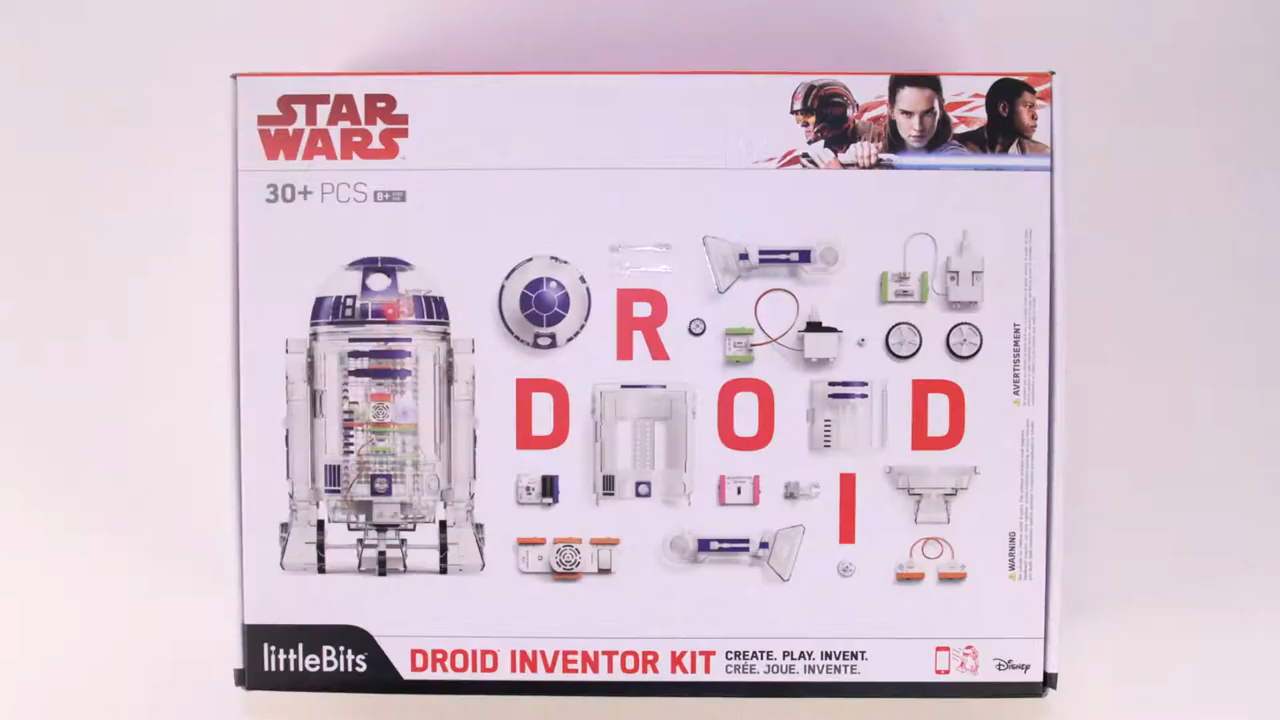 STAR
WARS
30+ PCS 8+
R
D O D
I
AVERTISSEMENT
WARNING
littleBits
DROID INVENTOR KIT
CREATE. PLAY. INVENT.
CRÉE. JOUE. INVENTE.
Disney